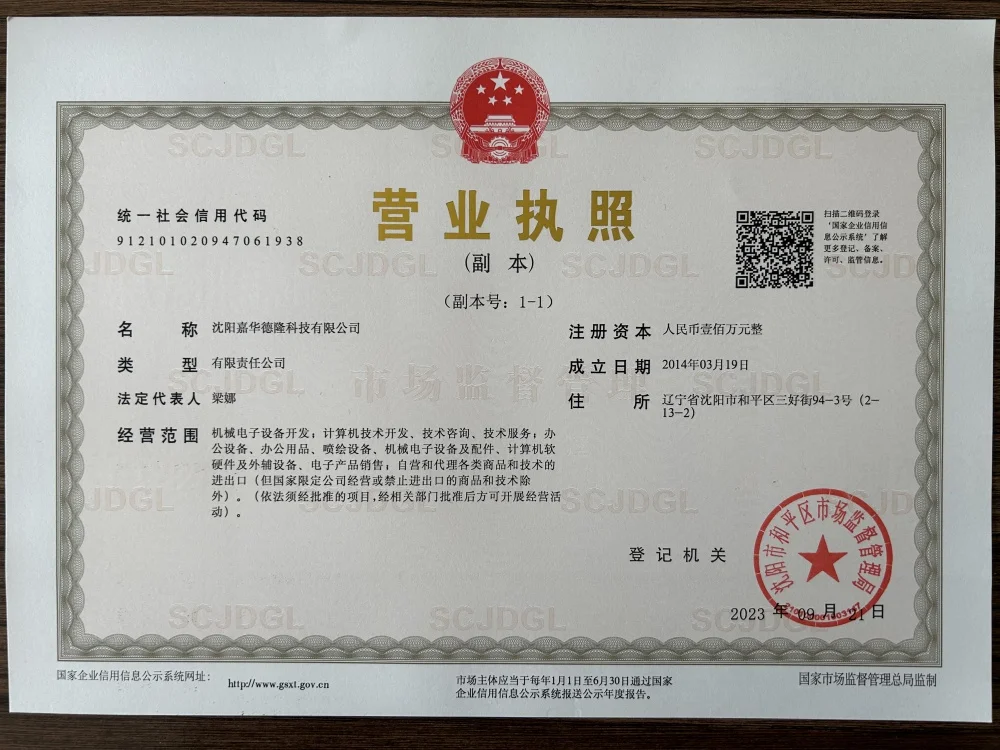 营业执照
(副 本)
(副本号：1-1)
统一社会信用代码
912101020947061938
扫描二维码登录
'国家企业信用信
息公示系统'了解
更多登记、备案、
许可、监管信息。
名 称 沈阳嘉华德隆科技有限公司
类 型 有限责任公司
法定代表人 梁娜
经营范围 机械电子设备开发；计算机技术开发、技术咨询、技术服务；办
公设备、办公用品、喷绘设备、机械电子设备及配件、计算机软
硬件及外辅设备、电子产品销售；自营和代理各类商品和技术的
进出口（但国家限定公司经营或禁止进出口的商品和技术除
外）。（依法须经批准的项目,经相关部门批准后方可开展经营活
动）。
注册资本 人民币壹佰万元整
成立日期 2014年03月19日
住 所 辽宁省沈阳市和平区三好街94-3号（2-
13-2）
SCJDGL
市场监督管理
登记机关
沈阳市和平区市场监督管理局
2023 年 09 月 21 日
国家企业信用信息公示系统网址：
http://www.gsxt.gov.cn
市场主体应当于每年1月1日至6月30日通过国家
企业信用信息公示系统报送公示年度报告。
国家市场监督管理总局监制